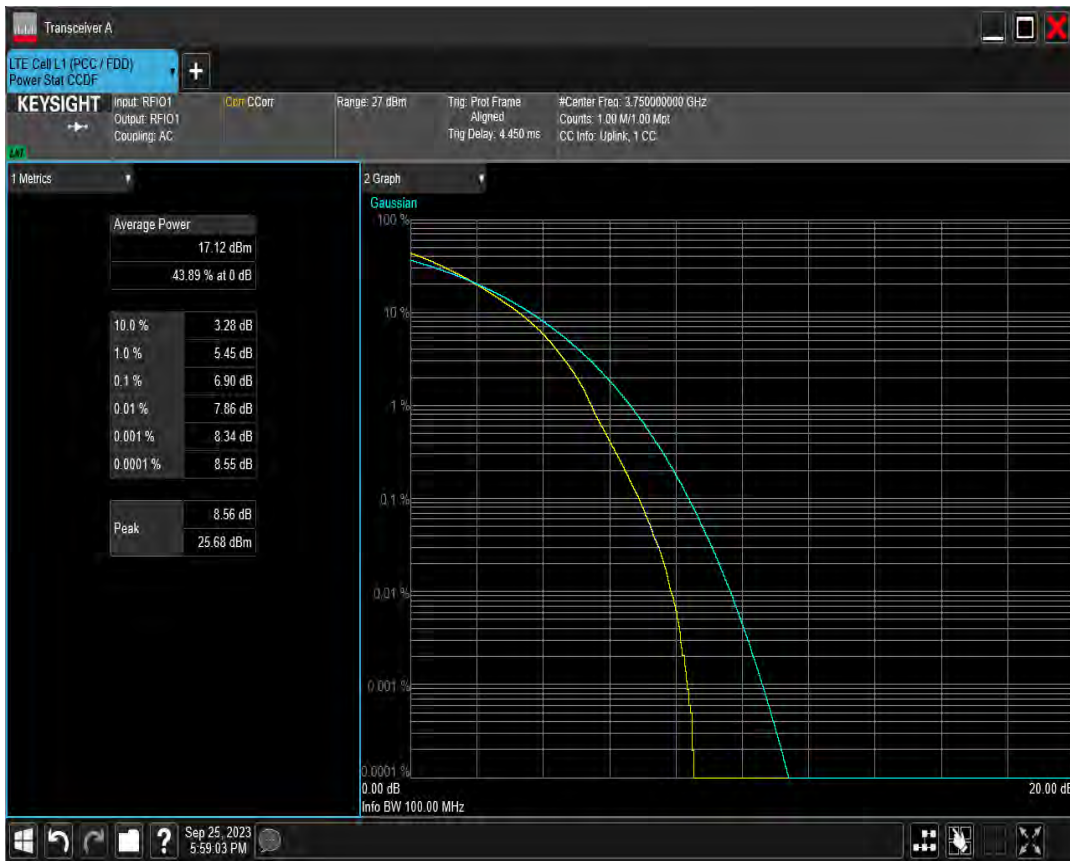 Transceiver A
LTE Cell L1 (PCC / FDD)
Power Stat CCDF
+
KEYSIGHT
Input: RFIO1
Output: RFIO1
Coupling: AC
Corr CCorr
Range: 27 dBm
Trig: Prot Frame
Aligned
Trig Delay: 4.450 ms
#Center Freq: 3.750000000 GHz
Counts: 1.00 M/1.00 Mpt
CC Info: Uplink, 1 CC
LXI
1 Metrics
Average Power
17.12 dBm
43.89 % at 0 dB
10.0 % 3.28 dB
1.0 % 5.45 dB
0.1 % 6.90 dB
0.01 % 7.86 dB
0.001 % 8.34 dB
0.0001 % 8.55 dB
Peak
8.56 dB
25.68 dBm
2 Graph
Gaussian
100 %
10 %
1 %
0.1 %
0.01 %
0.001 %
0.0001 %
0.00 dB
20.00 dB
Info BW 100.00 MHz
?
Sep 25, 2023
5:59:03 PM